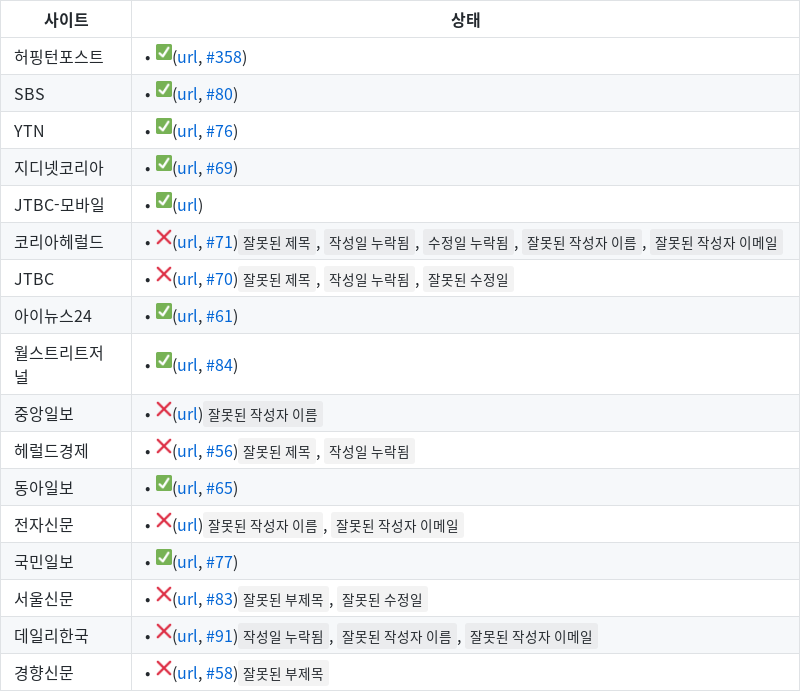 사이트 상태
허핑턴포스트 • ✅(url, #358)
SBS • ✅(url, #80)
YTN • ✅(url, #76)
지디넷코리아 • ✅(url, #69)
JTBC-모바일 • ✅(url)
코리아헤럴드 • ❌(url, #71) 잘못된 제목 , 작성일 누락됨 , 수정일 누락됨 , 잘못된 작성자 이름 , 잘못된 작성자 이메일
JTBC • ❌(url, #70) 잘못된 제목 , 작성일 누락됨 , 잘못된 수정일
아이뉴스24 • ✅(url, #61)
월스트리트저
널 • ✅(url, #84)
중앙일보 • ❌(url) 잘못된 작성자 이름
헤럴드경제 • ❌(url, #56) 잘못된 제목 , 작성일 누락됨
동아일보 • ✅(url, #65)
전자신문 • ❌(url) 잘못된 작성자 이름 , 잘못된 작성자 이메일
국민일보 • ✅(url, #77)
서울신문 • ❌(url, #83) 잘못된 부제목 , 잘못된 수정일
데일리한국 • ❌(url, #91) 작성일 누락됨 , 잘못된 작성자 이름 , 잘못된 작성자 이메일
경향신문 • ❌(url, #58) 잘못된 부제목